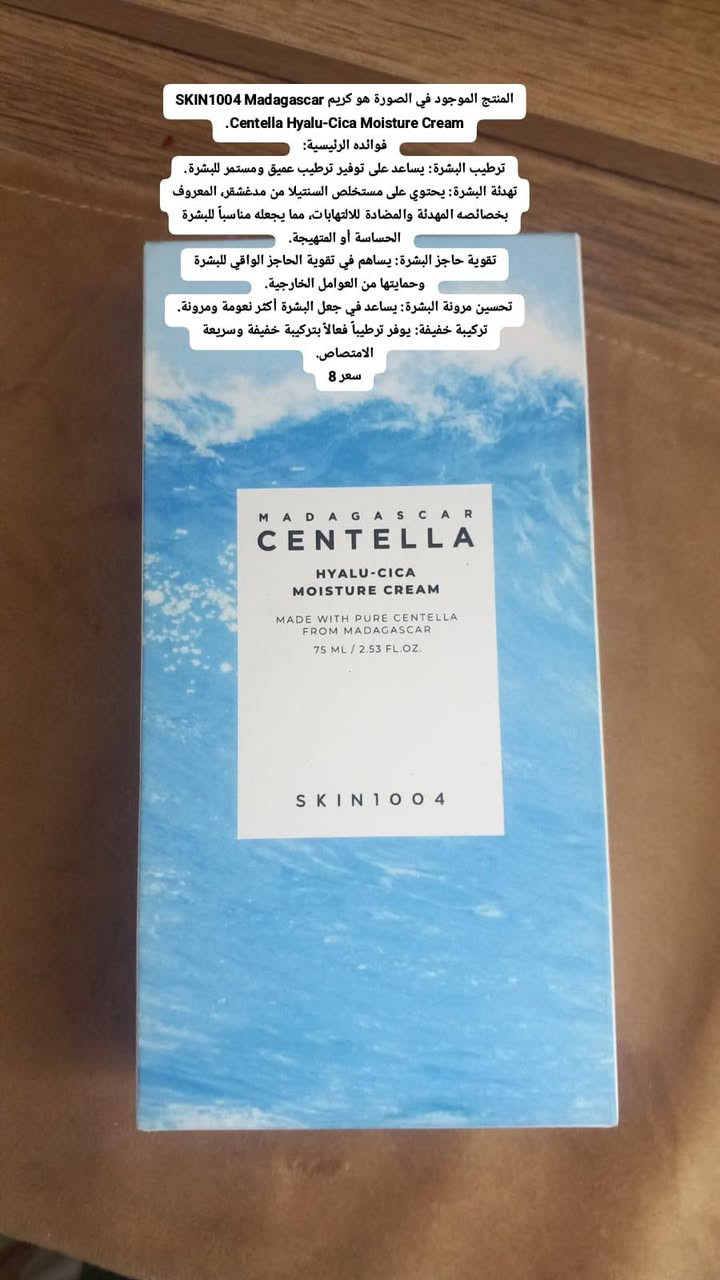 المنتج الموجود في الصورة هو كريم SKIN1004 Madagascar
Centella Hyalu-Cica Moisture Cream.
فوائده الرئيسية:
ترطيب البشرة: يساعد على توفير ترطيب عميق ومستمر للبشرة.
تهدئة البشرة: يحتوي على مستخلص السنتيلا من مدغشقر، المعروف
بخصائصه المهدئة والمضادة للالتهابات، مما يجعله مناسباً للبشرة
الحساسة أو المتهيجة.
تقوية حاجز البشرة: يساهم في تقوية الحاجز الواقي للبشرة
وحمايتها من العوامل الخارجية.
تحسين مرونة البشرة: يساعد في جعل البشرة أكثر نعومة ومرونة.
تركيبة خفيفة: يوفر ترطيباً فعالاً بتركيبة خفيفة وسريعة
الامتصاص.
سعر 8
MADAGASCAR
CENTELLA
HYALU-CICA
MOISTURE CREAM
MADE WITH PURE CENTELLA
FROM MADAGASCAR
75 ML / 2.53 FL.OZ.
SKIN1004